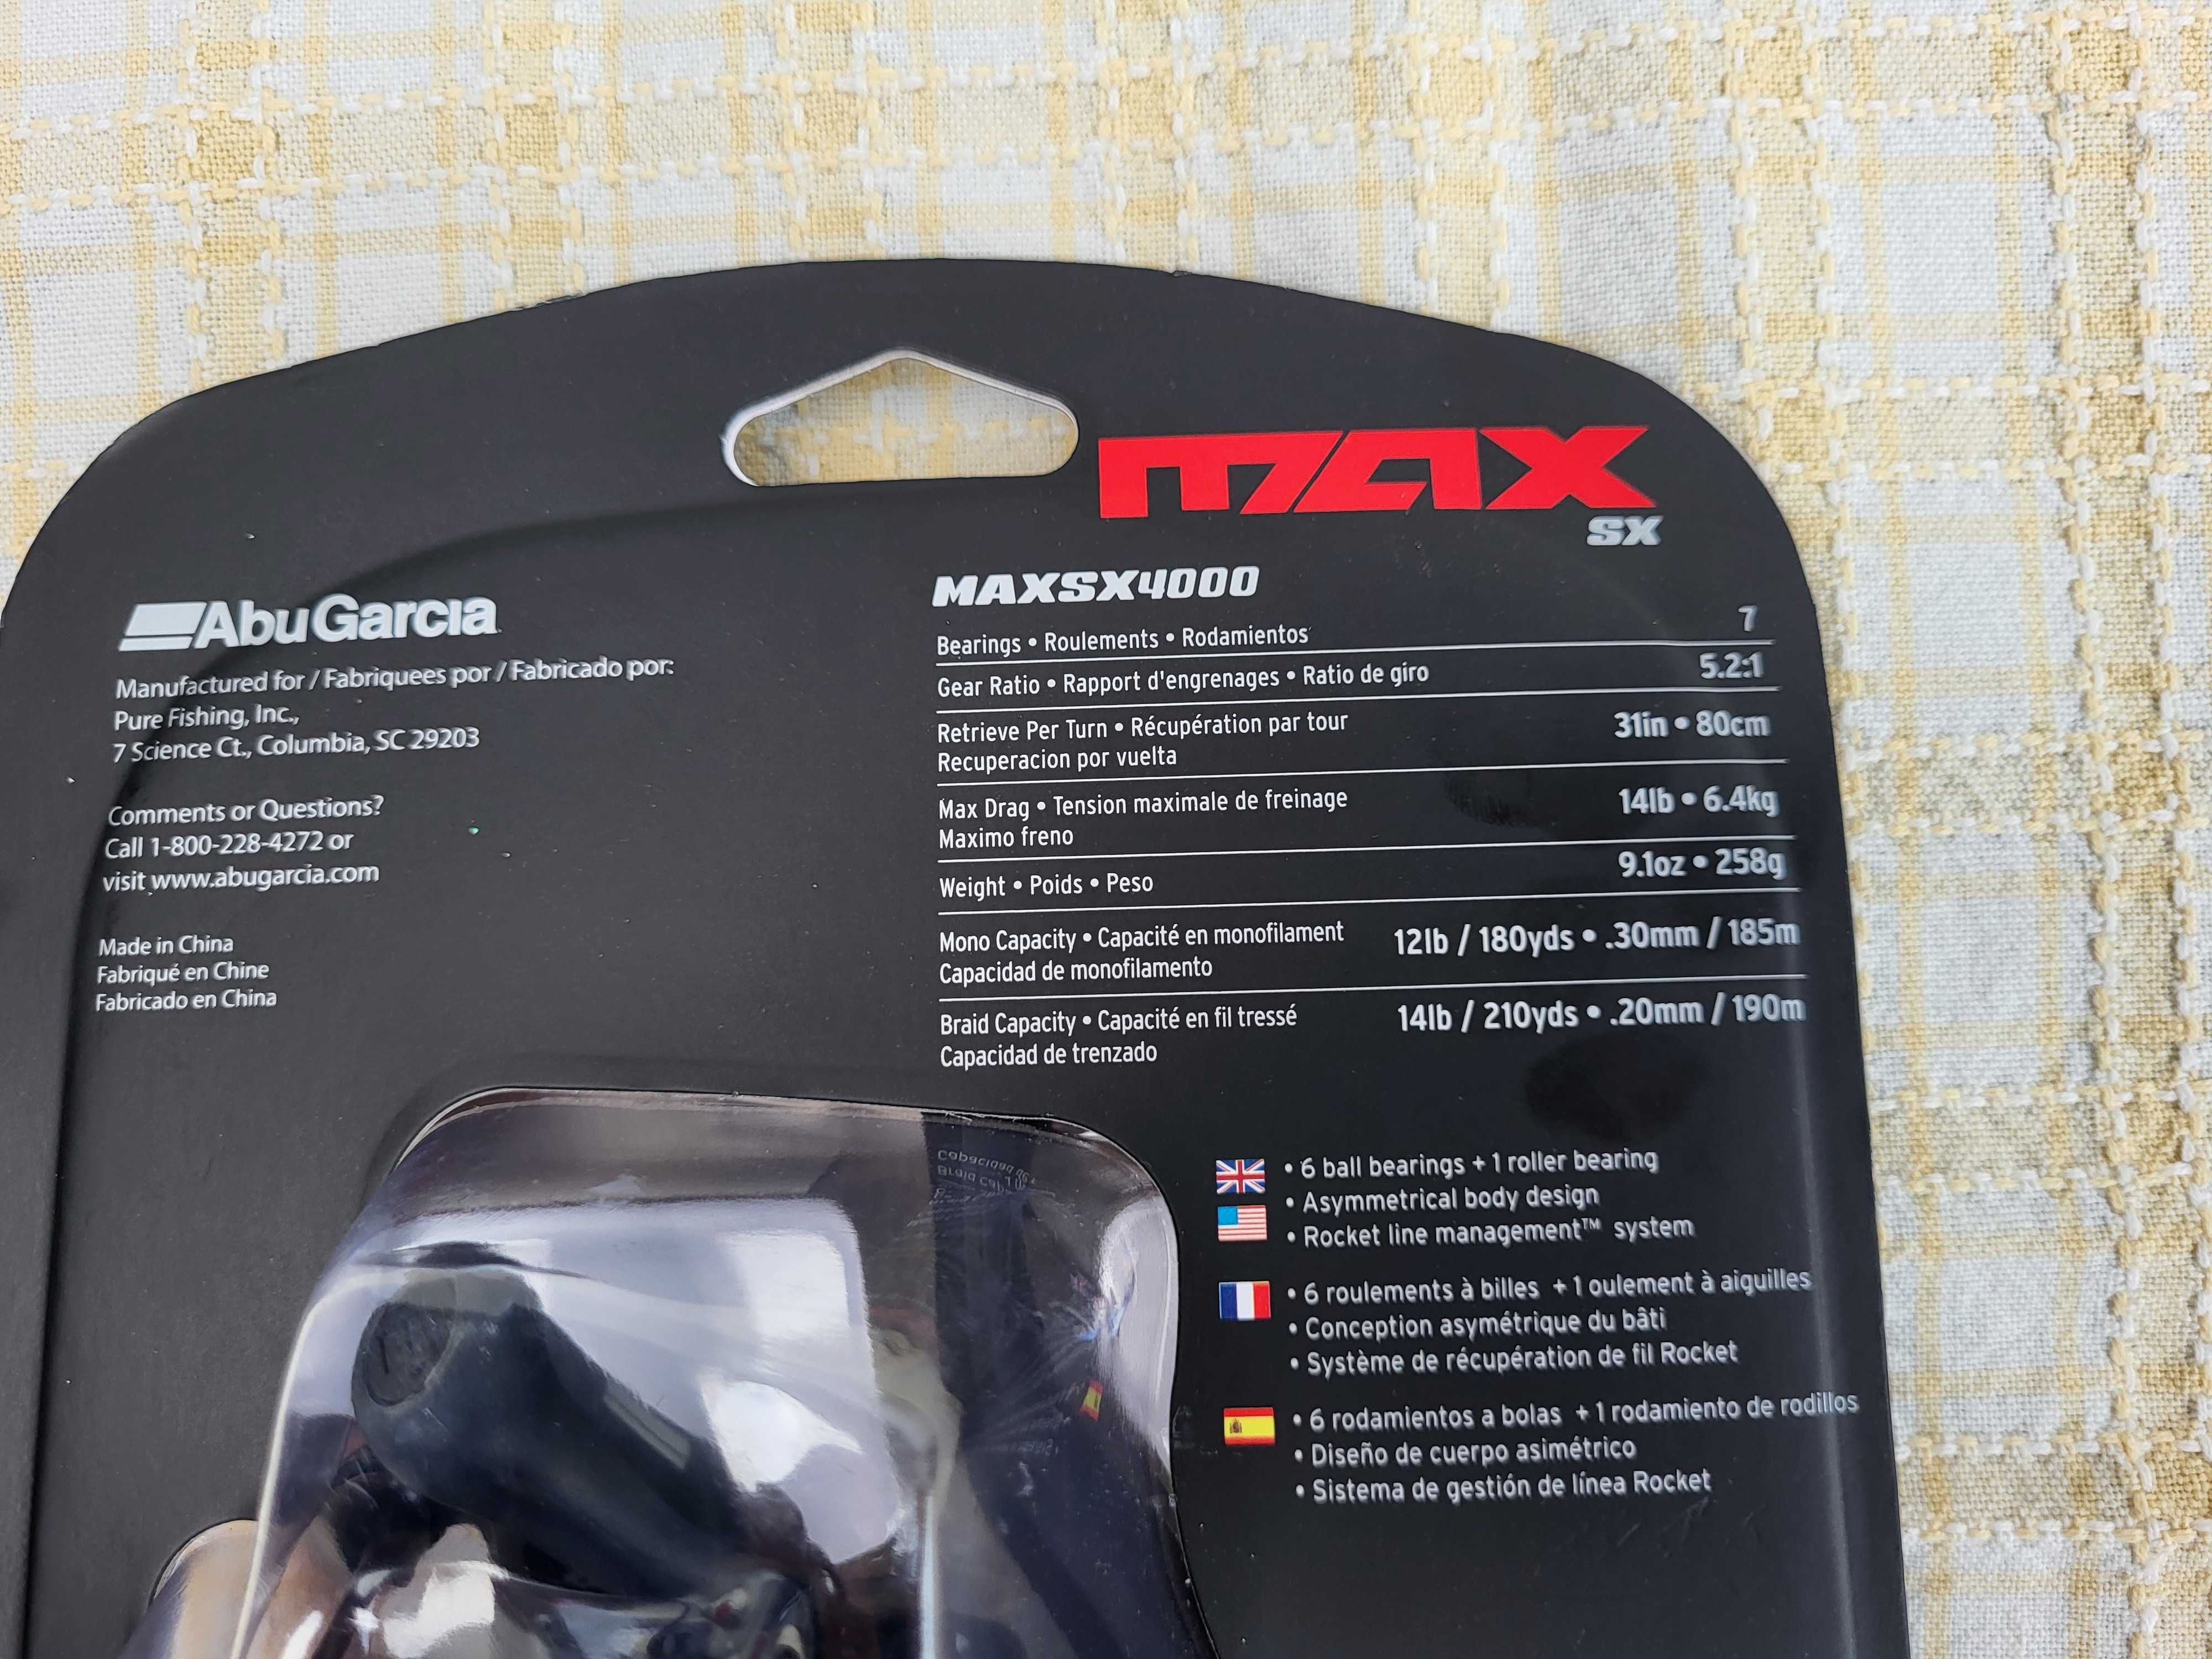 max
SX
AbuGarcia
Manufactured for / Fabriquees por / Fabricado por:
Pure Fishing, Inc.,
7 Science Ct., Columbia, SC 29203
Comments or Questions?
Call 1-800-228-4272 or
visit www.abugarcia.com
Made in China
Fabriqué en Chine
Fabricado en China
MAXSX4000
Bearings • Roulements • Rodamientos 7
Gear Ratio • Rapport d'engrenages • Ratio de giro 5.2:1
Retrieve Per Turn • Récupération par tour 31in • 80cm
Recuperacion por vuelta
Max Drag • Tension maximale de freinage 14lb • 6.4kg
Maximo freno
Weight • Poids • Peso 9.1oz • 258g
Mono Capacity • Capacité en monofilament 12lb / 180yds • .30mm / 185m
Capacidad de monofilamento
Braid Capacity • Capacité en fil tressé 14lb / 210yds • .20mm / 190m
Capacidad de trenzado
• 6 ball bearings + 1 roller bearing
• Asymmetrical body design
• Rocket line management™ system
• 6 roulements à billes + 1 oulement à aiguilles
• Conception asymétrique du bâti
• Système de récupération de fil Rocket
• 6 rodamientos a bolas + 1 rodamiento de rodillos
• Diseño de cuerpo asimétrico
• Sistema de gestión de línea Rocket